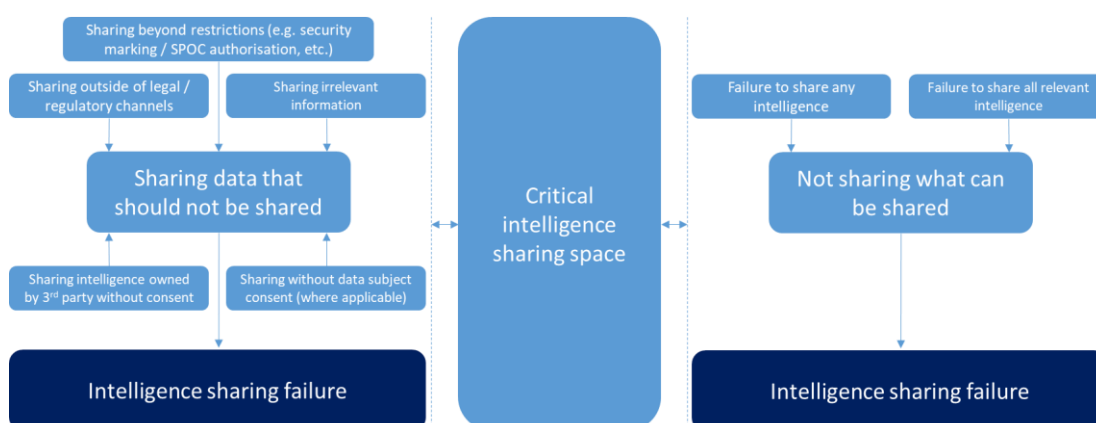 Sharing beyond restrictions (e.g. security
marking / SPOC authorisation, etc.)
Sharing outside of legal /
regulatory channels
Sharing irrelevant
information
Sharing data that
should not be shared
Sharing intelligence owned
by 3rd party without consent
Sharing without data subject
consent (where applicable)
Intelligence sharing failure
Critical
intelligence
sharing space
Failure to share any
intelligence
Failure to share all relevant
intelligence
Not sharing what can
be shared
Intelligence sharing failure